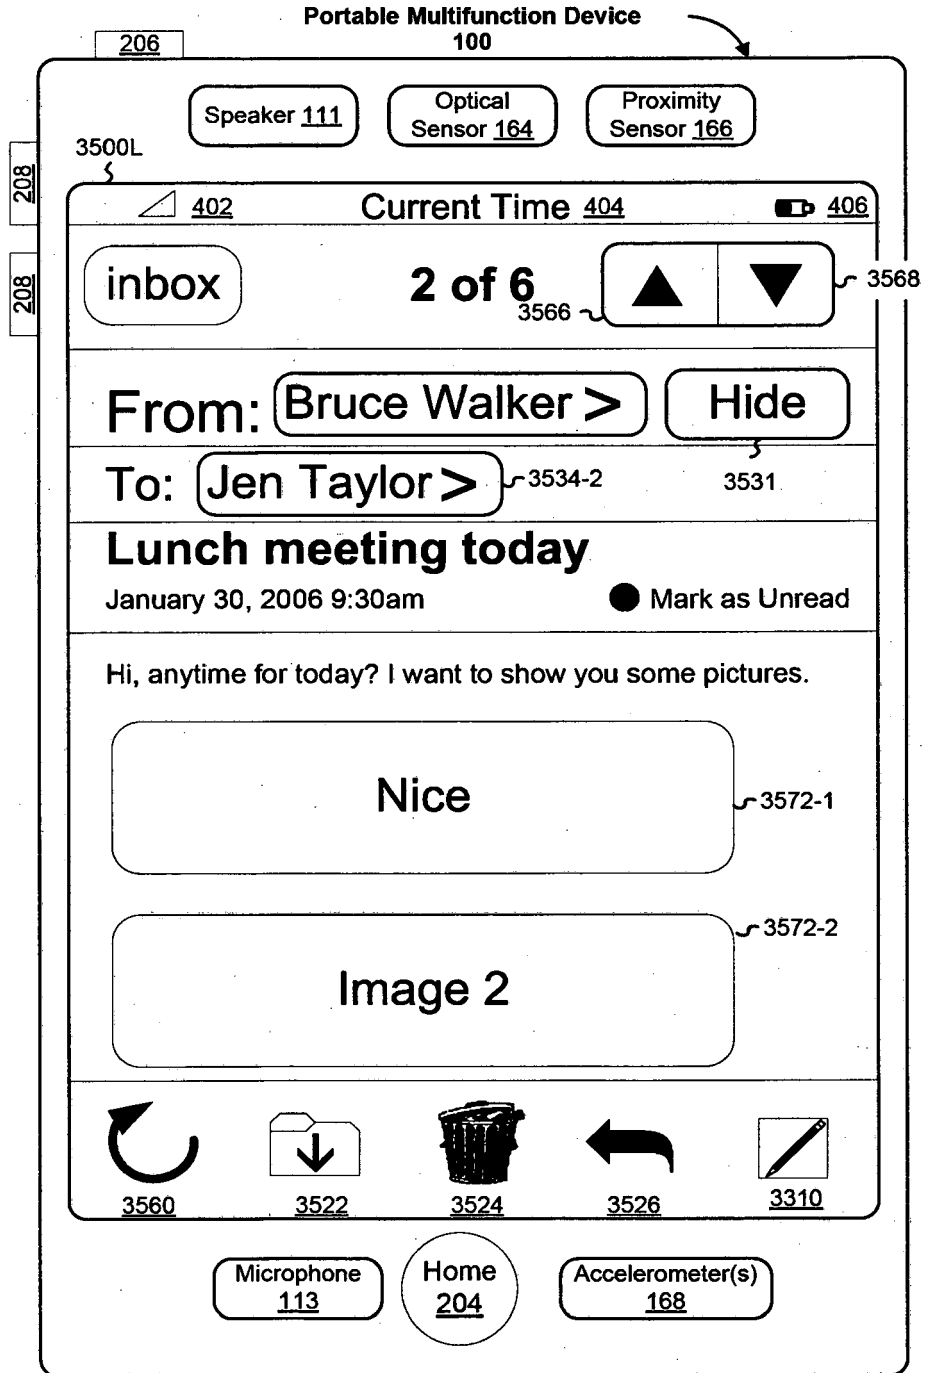 Portable Multifunction Device
100
206
Speaker 111
Optical
Sensor 164
Proximity
Sensor 166
3500L
208
402
Current Time 404
406
208
inbox
2 of 6
3566
3568
From: Bruce Walker >
Hide
3531
To: Jen Taylor >
3534-2
Lunch meeting today
January 30, 2006 9:30am
Mark as Unread
Hi, anytime for today? I want to show you some pictures.
Nice
3572-1
3572-2
Image 2
3560
3522
3524
3526
3310
Microphone
113
Home
204
Accelerometer(s)
168